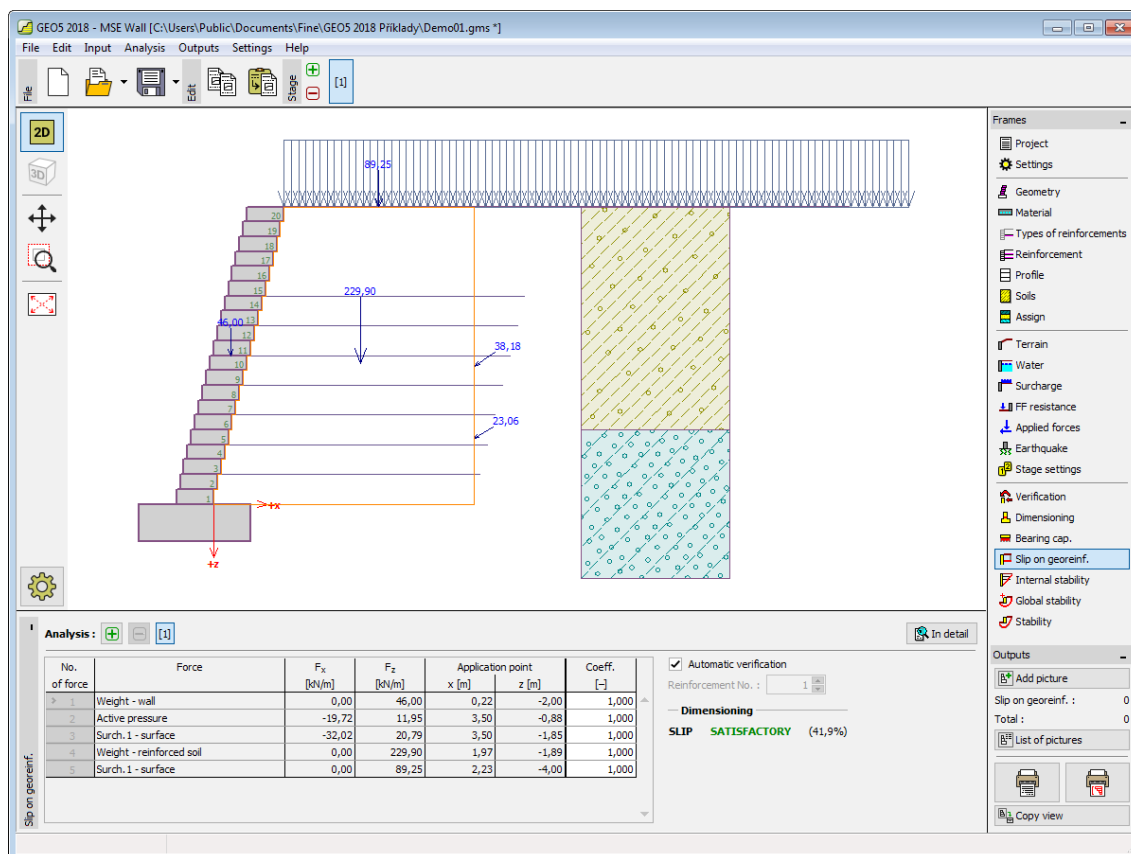 GEO5 2018 - MSE Wall [C:\Users\Public\Documents\Fine\GEO5 2018 Příklady\Demo01.gms *]
File Edit Input Analysis Outputs Settings Help
File
Edit
Stage
[1]
2D
3D
89,25
20
19
18
17
16
15
14
13
12
11
10
9
8
7
6
5
4
3
2
1
229,90
46,00
38,18
23,06
+x
+z
Frames
Project
Settings
Geometry
Material
Types of reinforcements
Reinforcement
Profile
Soils
Assign
Terrain
Water
Surcharge
FF resistance
Applied forces
Earthquake
Stage settings
Verification
Dimensioning
Bearing cap.
Slip on georeinf.
Internal stability
Global stability
Stability
Outputs
Add picture
Slip on georeinf. : 0
Total : 0
List of pictures
Copy view
Slip on georeinf.
Analysis : [1]
In detail
No. Force Fx Fz Application point Coeff.
of force [kN/m] [kN/m] x [m] z [m] [–]
1 Weight - wall 0,00 46,00 0,22 -2,00 1,000
2 Active pressure -19,72 11,95 3,50 -0,88 1,000
3 Surch.1 - surface -32,02 20,79 3,50 -1,85 1,000
4 Weight - reinforced soil 0,00 229,90 1,97 -1,89 1,000
5 Surch.1 - surface 0,00 89,25 2,23 -4,00 1,000
Automatic verification
Reinforcement No. : 1
Dimensioning
SLIP SATISFACTORY (41,9%)